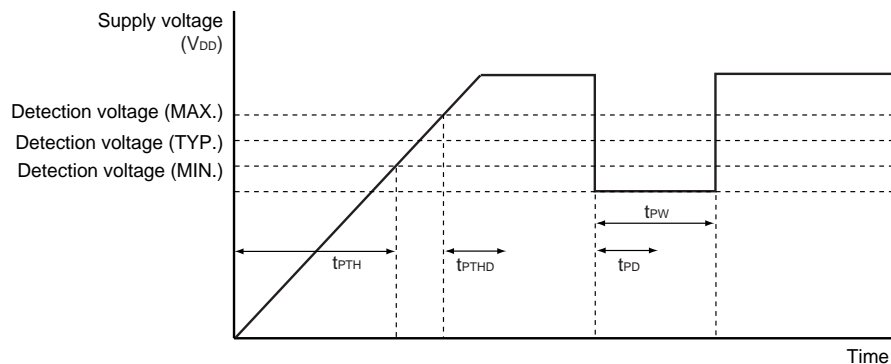 Supply voltage
(VDD)
Detection voltage (MAX.)
Detection voltage (TYP.)
Detection voltage (MIN.)
tPW
tPTH
tPTHD
tPD
Time